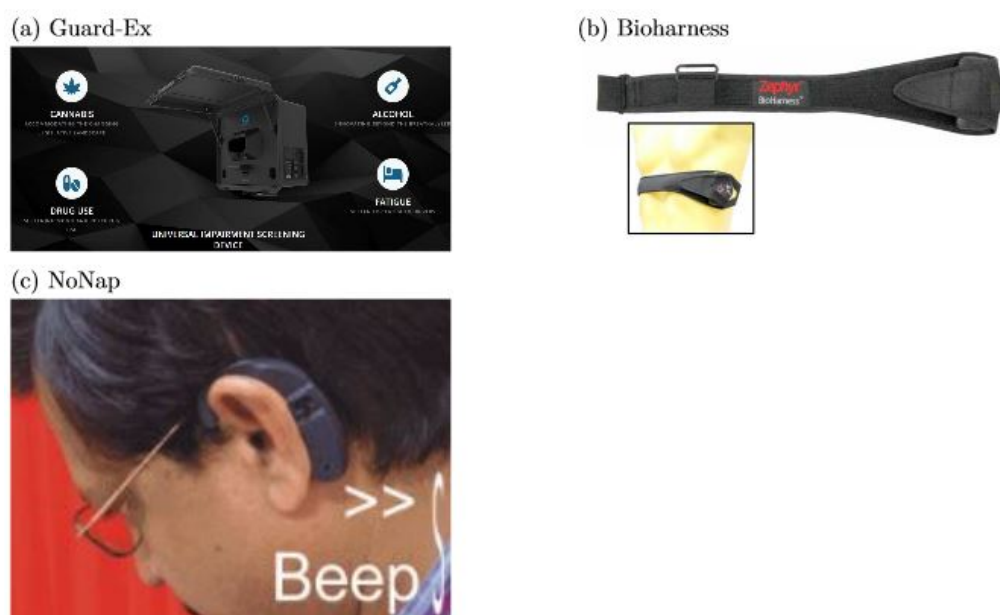 (a) Guard-Ex
(b) Bioharness
CANNABIS
ALCOHOL
DRUG USE
FATIGUE
UNIVERSAL IMPAIRMENT SCREENING
DEVICE
Zephyr
BioHarness
(c) NoNap
>>
Beep